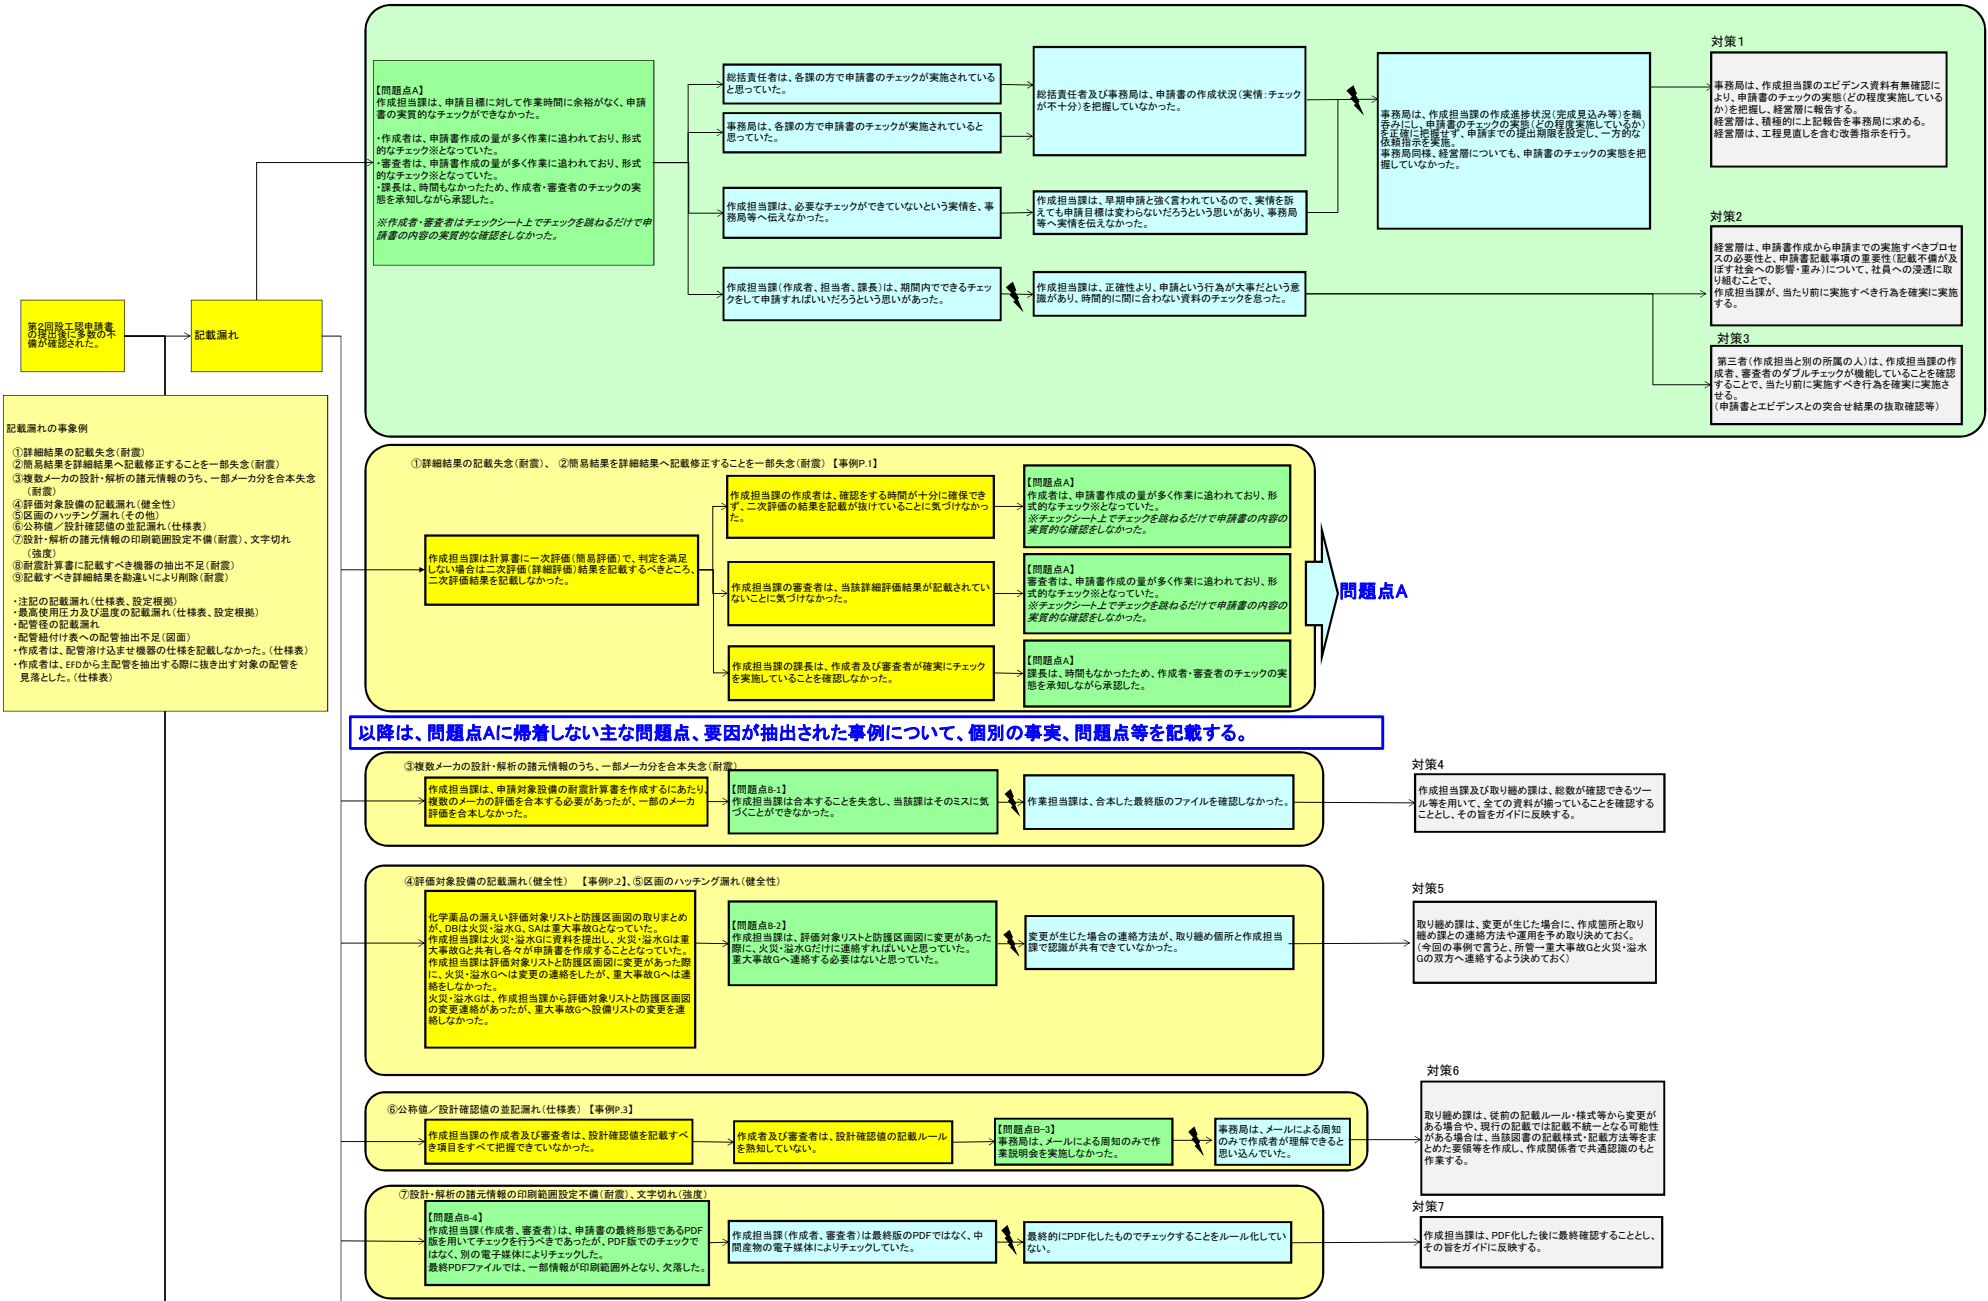 第2回設工認申請書
の提出後に多数の不
備が確認された。
記載漏れ
記載漏れの事象例
①詳細結果の記載失念（耐震）
②簡易結果を詳細結果へ記載修正することを一部失念（耐震）
③複数メーカの設計・解析の諸元情報のうち、一部メーカ分を合本失念
（耐震）
④評価対象設備の記載漏れ（健全性）
⑤区画のハッチング漏れ（その他）
⑥公称値／設計確認値の並記漏れ（仕様表）
⑦設計・解析の諸元情報の印刷範囲設定不備（耐震）、文字切れ
（強度）
⑧耐震計算書に記載すべき機器の抽出不足（耐震）
⑨記載すべき詳細結果を勘違いにより削除（耐震）
・注記の記載漏れ（仕様表、設定根拠）
・最高使用圧力及び温度の記載漏れ（仕様表、設定根拠）
・配管径の記載漏れ
・配管紐付け表への配管抽出不足（図面）
・作成者は、配管溶け込ませ機器の仕様を記載しなかった。（仕様表）
・作成者は、EFDから主配管を抽出する際に抜き出す対象の配管を
見落とした。（仕様表）
【問題点A】
作成担当課は、申請目標に対して作業時間に余裕がなく、申請
書の実質的なチェックができなかった。
・作成者は、申請書作成の量が多く作業に追われており、形式
的なチェック※となっていた。
・審査者は、申請書作成の量が多く作業に追われており、形式
的なチェック※となっていた。
・課長は、時間もなかったため、作成者・審査者のチェックの実
態を承知しながら承認した。
※作成者・審査者はチェックシート上でチェックを跳ねるだけで申
請書の内容の実質的な確認をしなかった。
総括責任者は、各課の方で申請書のチェックが実施されている
と思っていた。
事務局は、各課の方で申請書のチェックが実施されていると
思っていた。
作成担当課は、必要なチェックができていないという実情を、事
務局等へ伝えなかった。
作成担当課（作成者、担当者、課長）は、期間内でできるチェッ
クをして申請すればいいだろうという思いがあった。
総括責任者及び事務局は、申請書の作成状況（実情：チェック
が不十分）を把握していなかった。
作成担当課は、早期申請と強く言われているので、実情を訴
えても申請目標は変わらないだろうという思いがあり、事務局
等へ実情を伝えなかった。
作成担当課は、正確性より、申請という行為が大事だという意
識があり、時間的に間に合わない資料のチェックを怠った。
事務局は、作成担当課の作成進捗状況（完成見込み等）を鵜
呑みにし、申請書のチェックの実態（どの程度実施しているか）
を正確に把握せず、申請までの提出期限を設定し、一方的な
依頼指示を実施。
事務局同様、経営層についても、申請書のチェックの実態を把
握していなかった。
対策１
事務局は、作成担当課のエビデンス資料有無確認に
より、申請書のチェックの実態（どの程度実施している
か）を把握し、経営層に報告する。
経営層は、積極的に上記報告を事務局に求める。
経営層は、工程見直しを含む改善指示を行う。
対策2
経営層は、申請書作成から申請までの実施すべきプロセ
スの必要性と、申請書記載事項の重要性（記載不備が及
ぼす社会への影響・重み）について、社員への浸透に取
り組むことで、
作成担当課が、当たり前に実施すべき行為を確実に実施
する。
対策3
第三者（作成担当と別の所属の人）は、作成担当課の作
成者、審査者のダブルチェックが機能していることを確認
することで、当たり前に実施すべき行為を確実に実施さ
せる。
（申請書とエビデンスとの突合せ結果の抜取確認等）
①詳細結果の記載失念（耐震）、　②簡易結果を詳細結果へ記載修正することを一部失念（耐震）【事例P.1】
作成担当課は計算書に一次評価（簡易評価）で、判定を満足
しない場合は二次評価（詳細評価）結果を記載するべきところ、
二次評価結果を記載しなかった。
作成担当課の作成者は、確認をする時間が十分に確保でき
ず、二次評価の結果を記載が抜けていることに気づけなかっ
た。
作成担当課の審査者は、当該詳細評価結果が記載されてい
ないことに気づけなかった。
作成担当課の課長は、作成者及び審査者が確実にチェック
を実施していることを確認しなかった。
【問題点A】
作成者は、申請書作成の量が多く作業に追われており、形
式的なチェック※となっていた。
※チェックシート上でチェックを跳ねるだけで申請書の内容の
実質的な確認をしなかった。
【問題点A】
審査者は、申請書作成の量が多く作業に追われており、形
式的なチェック※となっていた。
※チェックシート上でチェックを跳ねるだけで申請書の内容の
実質的な確認をしなかった。
【問題点A】
課長は、時間もなかったため、作成者・審査者のチェックの実
態を承知しながら承認した。
問題点A
以降は、問題点Aに帰着しない主な問題点、要因が抽出された事例について、個別の事実、問題点等を記載する。
③複数メーカの設計・解析の諸元情報のうち、一部メーカ分を合本失念（耐震）
作成担当課は、申請対象設備の耐震計算書を作成するにあたり、
複数のメーカの評価を合本する必要があったが、一部のメーカ
評価を合本しなかった。
【問題点B-1】
作成担当課は合本することを失念し、当該課はそのミスに気
づくことができなかった。
作業担当課は、合本した最終版のファイルを確認しなかった。
対策4
作成担当課及び取り纏め課は、総数が確認できるツー
ル等を用いて、全ての資料が揃っていることを確認する
こととし、その旨をガイドに反映する。
④評価対象設備の記載漏れ（健全性）　【事例P.2】、⑤区画のハッチング漏れ（健全性）
化学薬品の漏えい評価対象リストと防護区画図の取りまとめ
が、DBは火災・溢水G、SAは重大事故Gとなっていた。
作成担当課は火災・溢水Gに資料を提出し、火災・溢水Gは重
大事故Gと共有し各々が申請書を作成することとなっていた。
作成担当課は評価対象リストと防護区画図に変更があった際
に、火災・溢水Gへは変更の連絡をしたが、重大事故Gへは連
絡をしなかった。
火災・溢水Gは、作成担当課から評価対象リストと防護区画図
の変更連絡があったが、重大事故Gへ設備リストの変更を連
絡しなかった。
【問題点B-2】
作成担当課は、評価対象リストと防護区画図に変更があった
際に、火災・溢水Gだけに連絡すればいいと思っていた。
重大事故Gへ連絡する必要はないと思っていた。
変更が生じた場合の連絡方法が、取り纏め個所と作成担当
課で認識が共有できていなかった。
対策5
取り纏め課は、変更が生じた場合に、作成箇所と取り
纏め課との連絡方法や運用を予め取り決めておく。
（今回の事例で言うと、所管→重大事故Gと火災・溢水
Gの双方へ連絡するよう決めておく）
⑥公称値／設計確認値の並記漏れ（仕様表）【事例P.3】
作成担当課の作成者及び審査者は、設計確認値を記載すべ
き項目をすべて把握できていなかった。
作成者及び審査者は、設計確認値の記載ルール
を熟知していない。
【問題点B-3】
事務局は、メールによる周知のみで作
業説明会を実施しなかった。
事務局は、メールによる周知
のみで作成者が理解できると
思い込んでいた。
対策6
取り纏め課は、従前の記載ルール・様式等から変更が
ある場合や、現行の記載では記載不統一となる可能性
がある場合は、当該図書の記載様式・記載方法等をま
とめた要領等を作成し、作成関係者で共通認識のもと
作業する。
⑦設計・解析の諸元情報の印刷範囲設定不備（耐震）、文字切れ（強度）
【問題点B-4】
作成担当課（作成者、審査者）は、申請書の最終形態であるPDF
版を用いてチェックを行うべきであったが、PDF版でのチェックで
はなく、別の電子媒体によりチェックした。
最終PDFファイルでは、一部情報が印刷範囲外となり、欠落した。
作成担当課（作成者、審査者）は最終版のPDFではなく、中
間産物の電子媒体によりチェックしていた。
最終的にPDF化したものでチェックすることをルール化してい
ない。
対策7
作成担当課は、PDF化した後に最終確認することとし、
その旨をガイドに反映する。